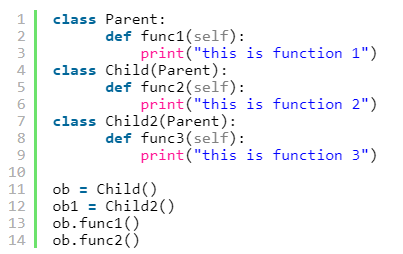 1 class Parent:
2       def func1(self):
3           print("this is function 1")
4 class Child(Parent):
5       def func2(self):
6           print("this is function 2")
7 class Child2(Parent):
8       def func3(self):
9           print("this is function 3")
10
11 ob = Child()
12 ob1 = Child2()
13 ob.func1()
14 ob.func2()